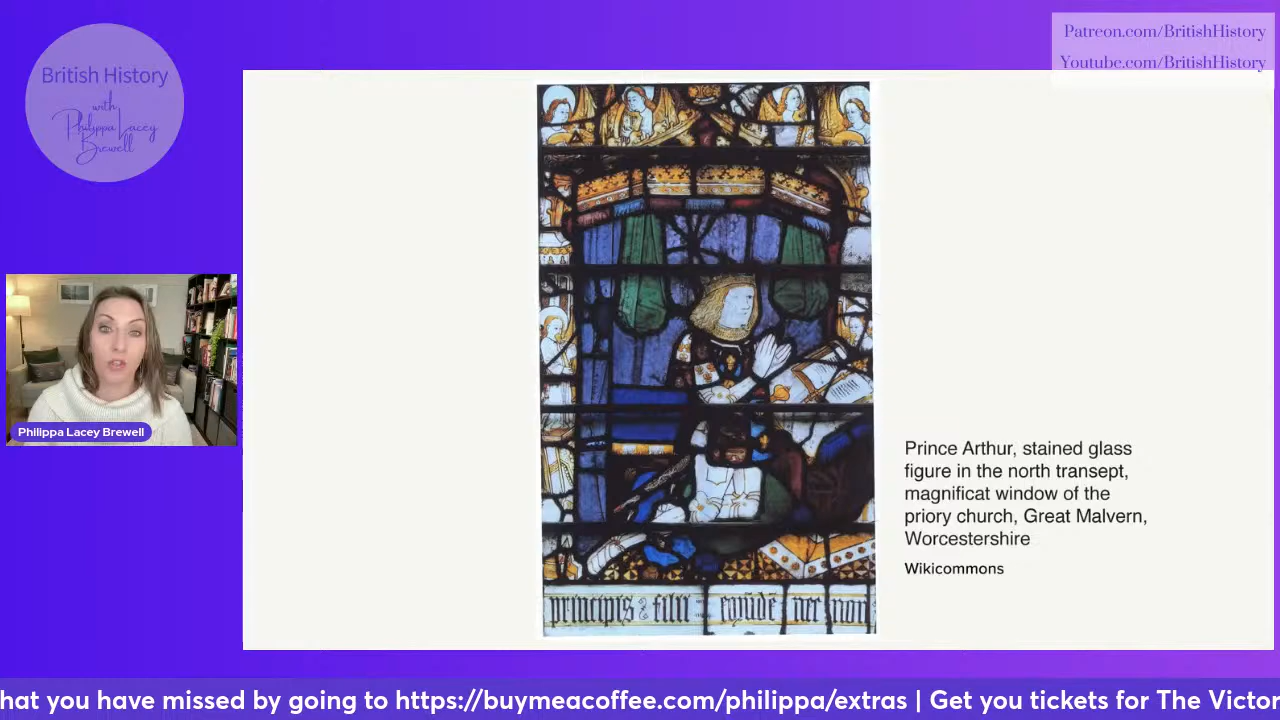 British History
with
Philippa Lacey
Brewell
Patreon.com/BritishHistory
Youtube.com/BritishHistory
Philippa Lacey Brewell
Prince Arthur, stained glass
figure in the north transept,
magnificat window of the
priory church, Great Malvern,
Worcestershire
Wikicommons
principis filii
nec non
hat you have missed by going to https://buymeacoffee.com/philippa/extras | Get you tickets for The Victor